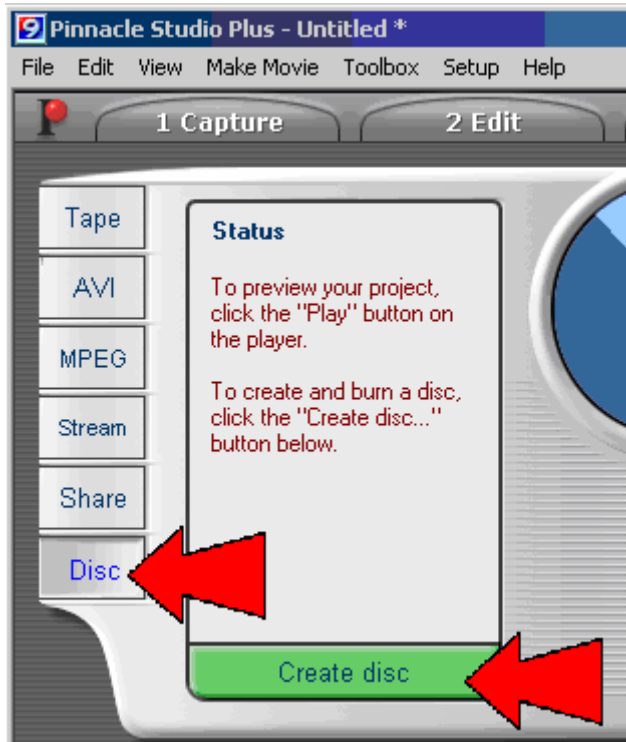 9 Pinnacle Studio Plus - Untitled *
File Edit View Make Movie Toolbox Setup Help
1 Capture 2 Edit
Tape
AVI
MPEG
Stream
Share
Disc
Status
To preview your project,
click the "Play" button on
the player.
To create and burn a disc,
click the "Create disc..."
button below.
Create disc